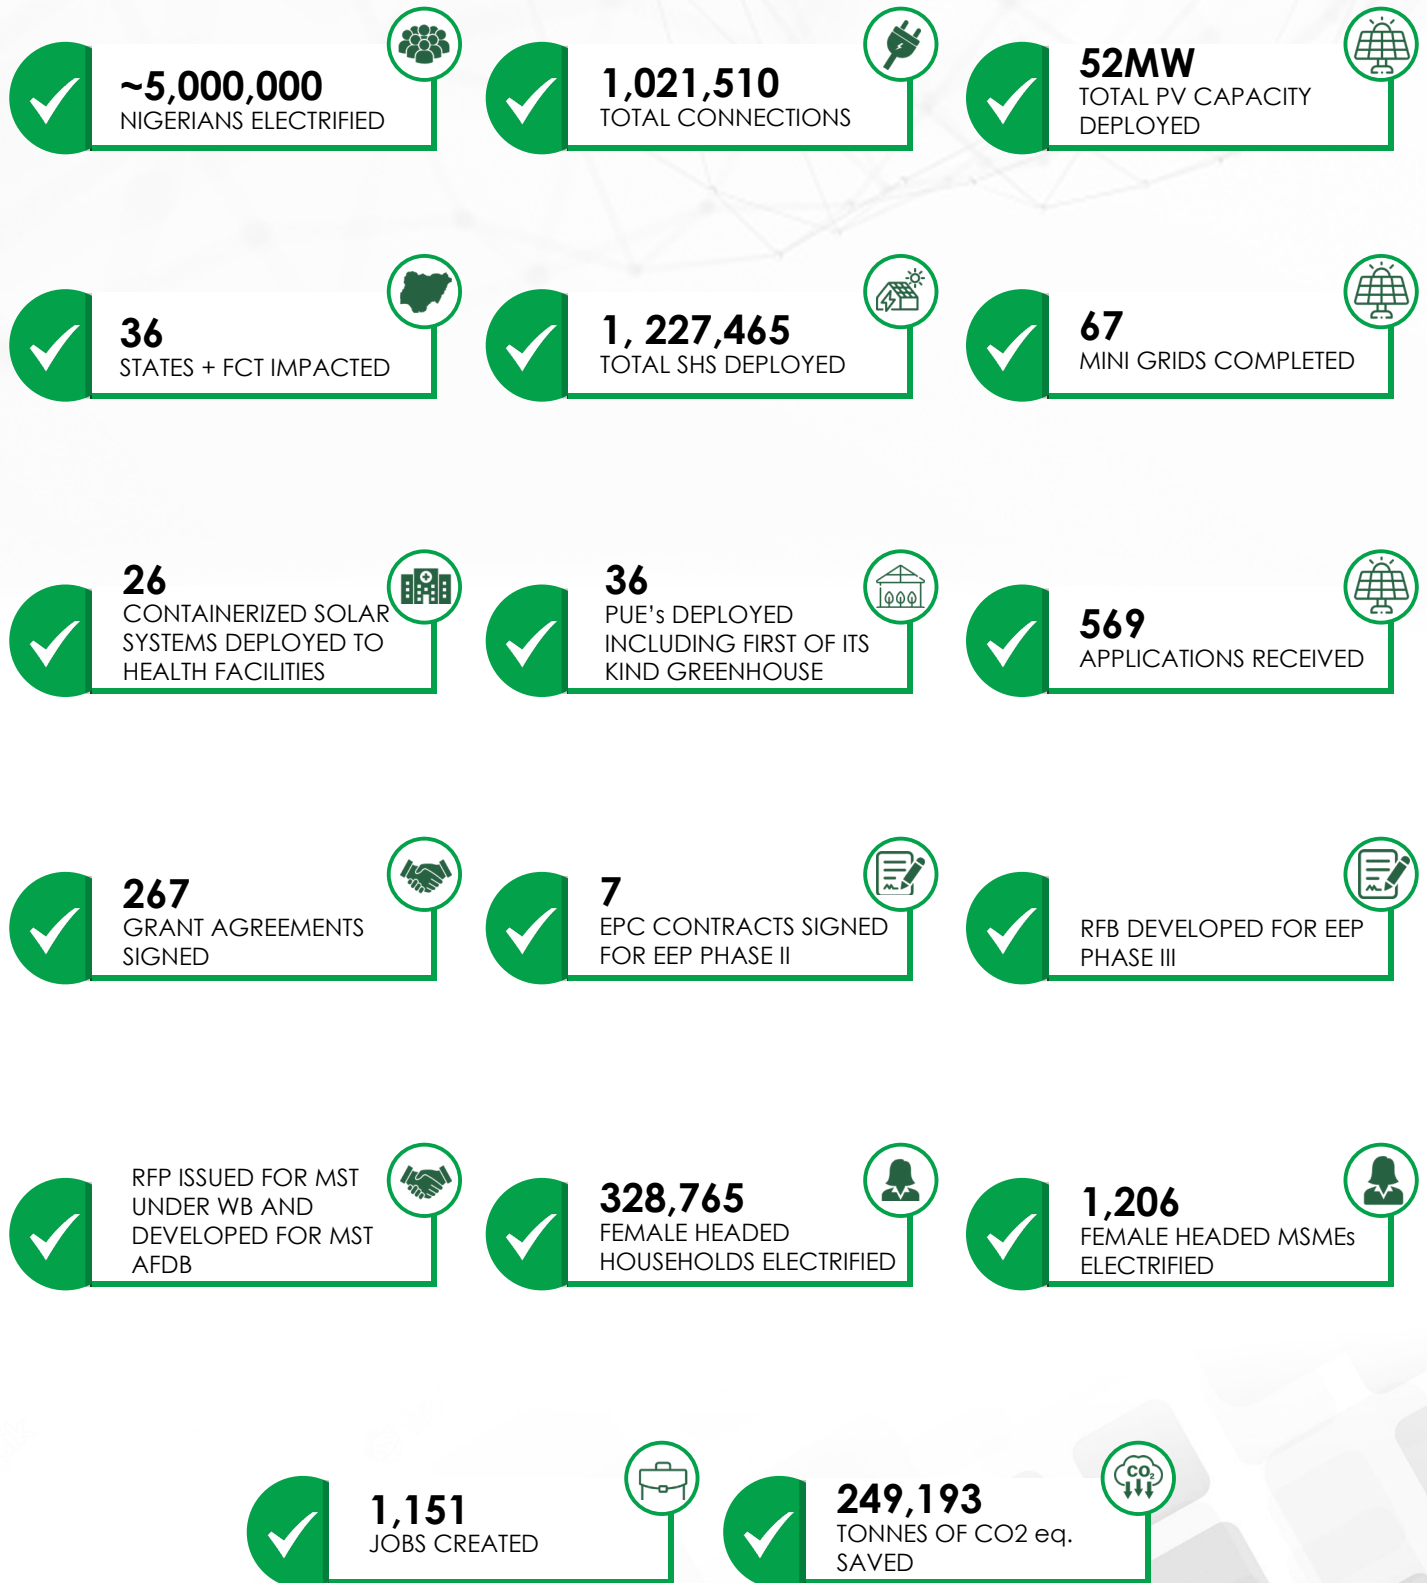 ~5,000,000
NIGERIANS ELECTRIFIED
1,021,510
TOTAL CONNECTIONS
52MW
TOTAL PV CAPACITY
DEPLOYED
36
STATES + FCT IMPACTED
1, 227,465
TOTAL SHS DEPLOYED
67
MINI GRIDS COMPLETED
26
CONTAINERIZED SOLAR
SYSTEMS DEPLOYED TO
HEALTH FACILITIES
36
PUE’s DEPLOYED
INCLUDING FIRST OF ITS
KIND GREENHOUSE
569
APPLICATIONS RECEIVED
267
GRANT AGREEMENTS
SIGNED
7
EPC CONTRACTS SIGNED
FOR EEP PHASE II
RFB DEVELOPED FOR EEP
PHASE III
RFP ISSUED FOR MST
UNDER WB AND
DEVELOPED FOR MST
AFDB
328,765
FEMALE HEADED
HOUSEHOLDS ELECTRIFIED
1,206
FEMALE HEADED MSMEs
ELECTRIFIED
1,151
JOBS CREATED
CO2
249,193
TONNES OF CO2 eq.
SAVED